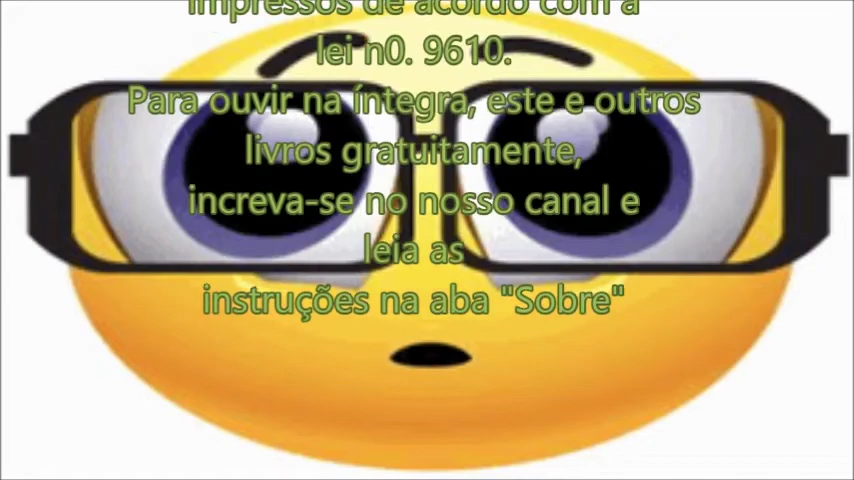 impressos de acordo com a
lei n0. 9610.
Para ouvir na íntegra, este e outros
livros gratuitamente,
increva-se no nosso canal e
leia as
instruções na aba "Sobre"